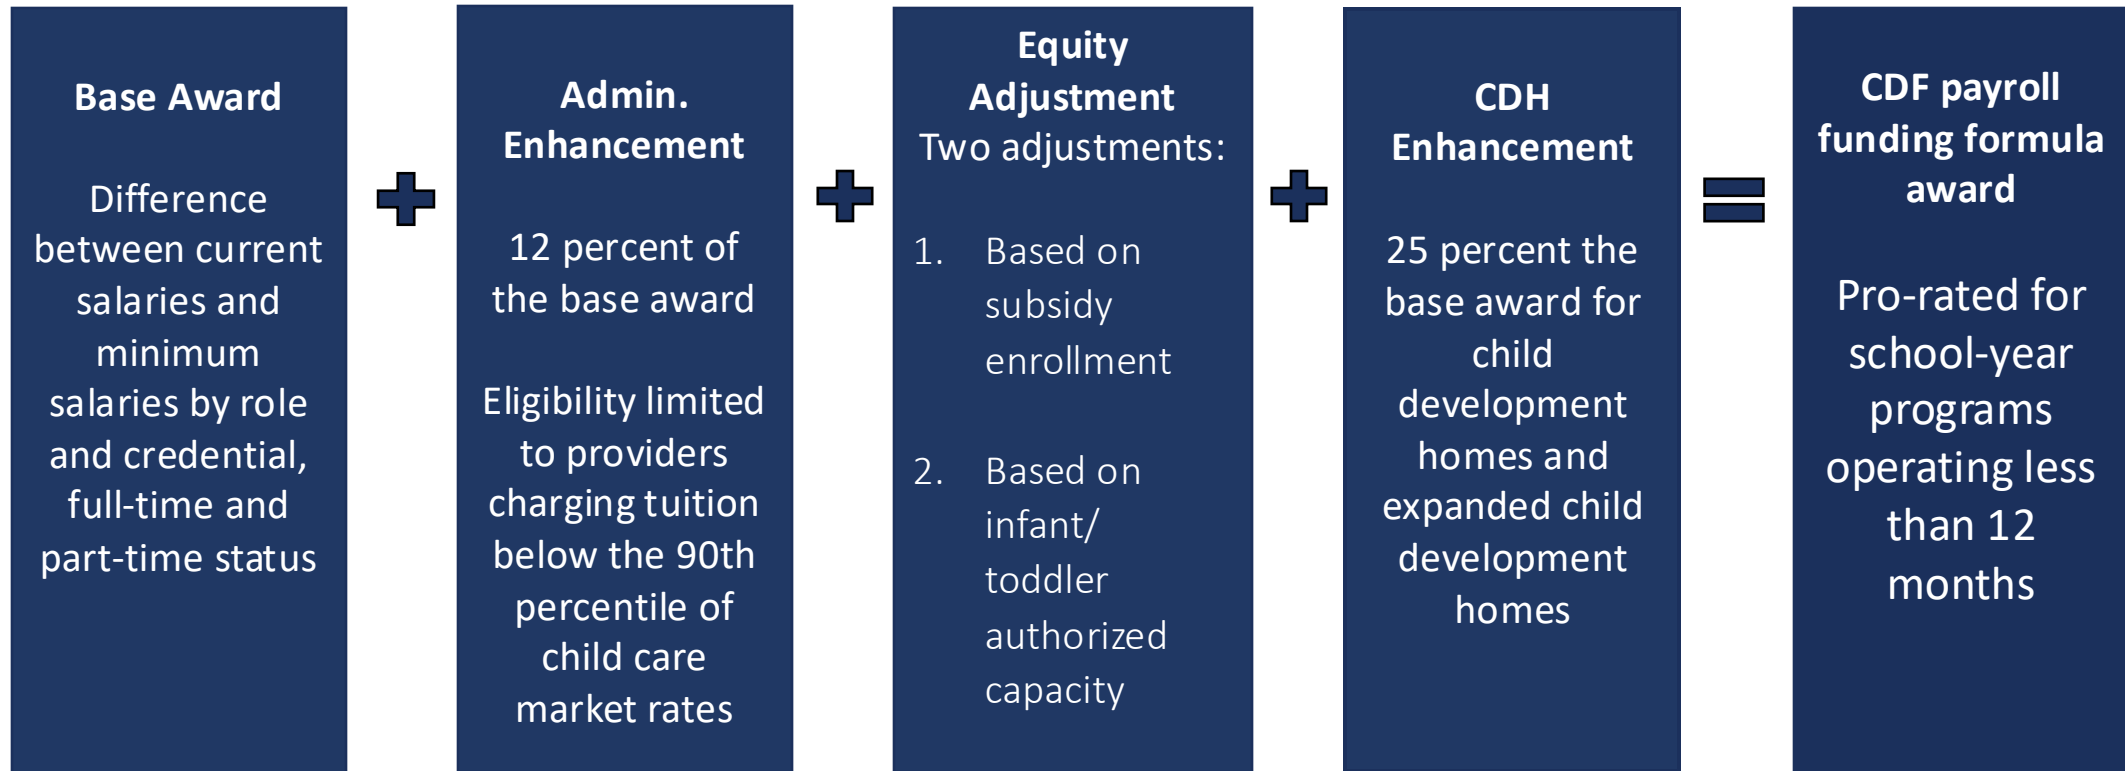 Base Award
Difference
between current
salaries and
minimum
salaries by role
and credential,
full-time and
part-time status
Admin.
Enhancement
12 percent of
the base award
Eligibility limited
to providers
charging tuition
below the 90th
percentile of
child care
market rates
Equity
Adjustment
Two adjustments:
1. Based on
subsidy
enrollment
2. Based on
infant/
toddler
authorized
capacity
CDH
Enhancement
25 percent the
base award for
child
development
homes and
expanded child
development
homes
CDF payroll
funding formula
award
Pro-rated for
school-year
programs
operating less
than 12
months